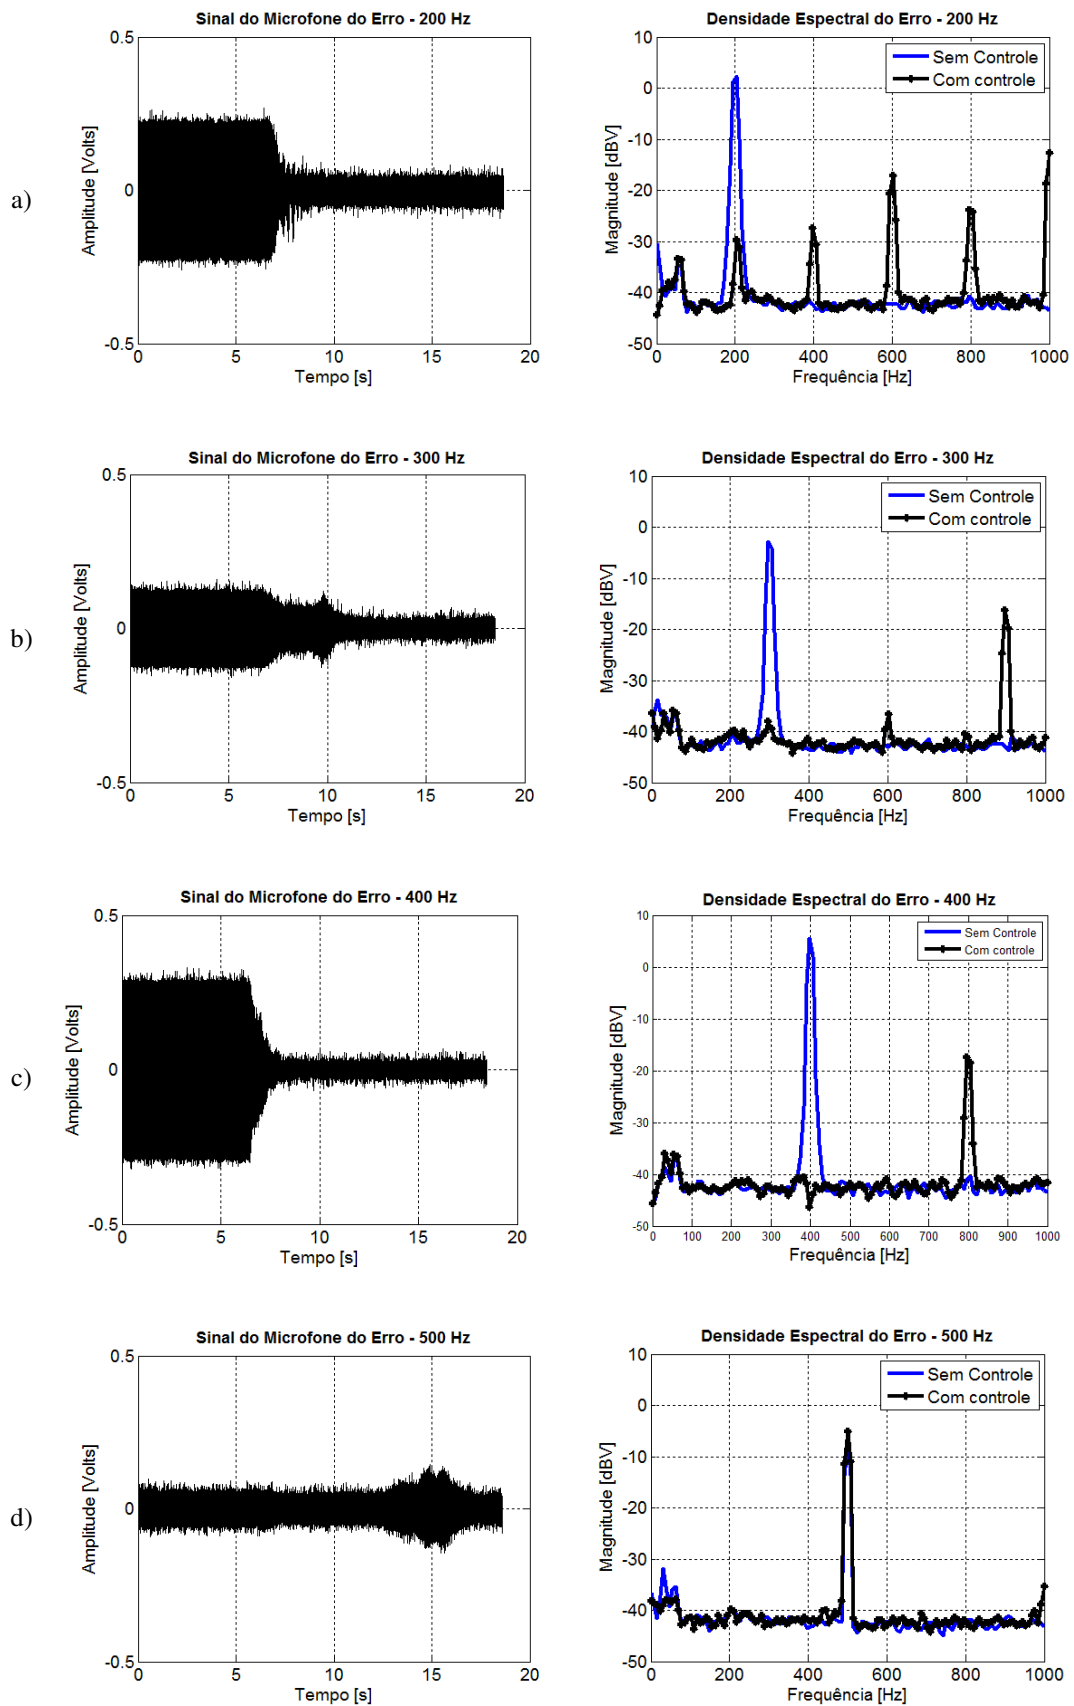 a)
Sinal do Microfone do Erro - 200 Hz
Amplitude [Volts]
0.5
0
-0.5
0 5 10 15 20
Tempo [s]
Densidade Espectral do Erro - 200 Hz
Magnitude [dBV]
10
0
-10
-20
-30
-40
-50
Sem Controle
Com controle
0 200 400 600 800 1000
Frequência [Hz]
b)
Sinal do Microfone do Erro - 300 Hz
Amplitude [Volts]
0.5
0
-0.5
0 5 10 15 20
Tempo [s]
Densidade Espectral do Erro - 300 Hz
Magnitude [dBV]
10
0
-10
-20
-30
-40
-50
Sem Controle
Com controle
0 200 400 600 800 1000
Frequência [Hz]
c)
Sinal do Microfone do Erro - 400 Hz
Amplitude [Volts]
0.5
0
-0.5
0 5 10 15 20
Tempo [s]
Densidade Espectral do Erro - 400 Hz
Magnitude [dBV]
10
0
-10
-20
-30
-40
-50
Sem Controle
Com controle
0 100 200 300 400 500 600 700 800 900 1000
Frequência [Hz]
d)
Sinal do Microfone do Erro - 500 Hz
Amplitude [Volts]
0.5
0
-0.5
0 5 10 15 20
Tempo [s]
Densidade Espectral do Erro - 500 Hz
Magnitude [dBV]
10
0
-10
-20
-30
-40
-50
Sem Controle
Com controle
0 200 400 600 800 1000
Frequência [Hz]